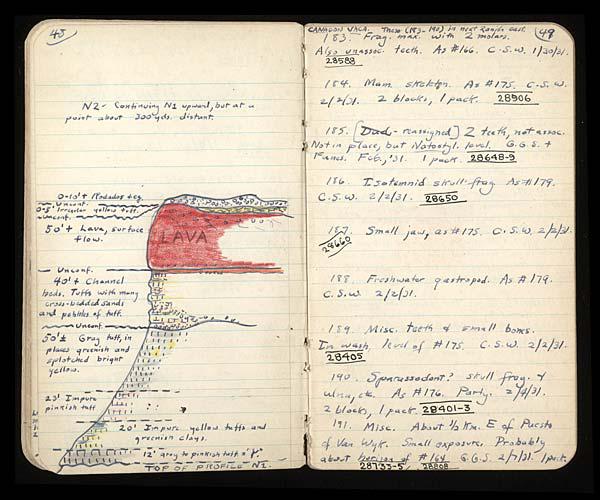 48
N2- Continuing N1 upward, but at a
point about 300 yds. distant.
0-10'± Rodados etc.
Unconf.
0-5' Irregular yellow tuff.
Unconf.
50'± Lava, surface
flow.
LAVA
Unconf.
40'± Channel
beds. Tuffs with many
cross-bedded sands
and pebbles of tuff.
Unconf.
50'± Gray tuff, in
places greenish and
splotched bright
yellow.
23' Impure
pinkish tuff
20' Impure yellow tuffs and
greenish clays.
12' gray to pinkish tuff = "Y".
TOP OF PROFILE N1.
49
CANADON VACA. These (183-190) in next
183. Frag. max. with 2 molars.
Also unassoc. teeth. As #166. C.S.W. 1/30/31.
28588
184. Mam. skeleton. As #175. C.S.W.
2/2/31. 2 blocks, 1 pack. 28906
185. [Dud - reassigned] 2 teeth, not assoc.
Not in place, but Notostyl. level. G.G.S. +
Feb., '31. 1 pack. 28648-9
186. Isotemnid skull frag. As #179.
C.S.W. 2/2/31. 28650
187. Small jaw, as #175. C.S.W. 2/2/31.
28660
188. Freshwater gastropod. As #179.
C.S.W. 2/2/31.
189. Misc. teeth & small bones.
In wash, level of #175. C.S.W. 2/2/31.
28405
190. Sparassodont? skull frag. &
ulna, etc. As #176. Party. 2/4/31.
2 blocks, 1 pack. 28401-3
191. Misc. About 1/2 Km. E of Puesto
of Van Wyk. Small exposure. Probably
about horizon of #164. G.G.S. 2/7/31. 1 pack.
28733-5, 28808